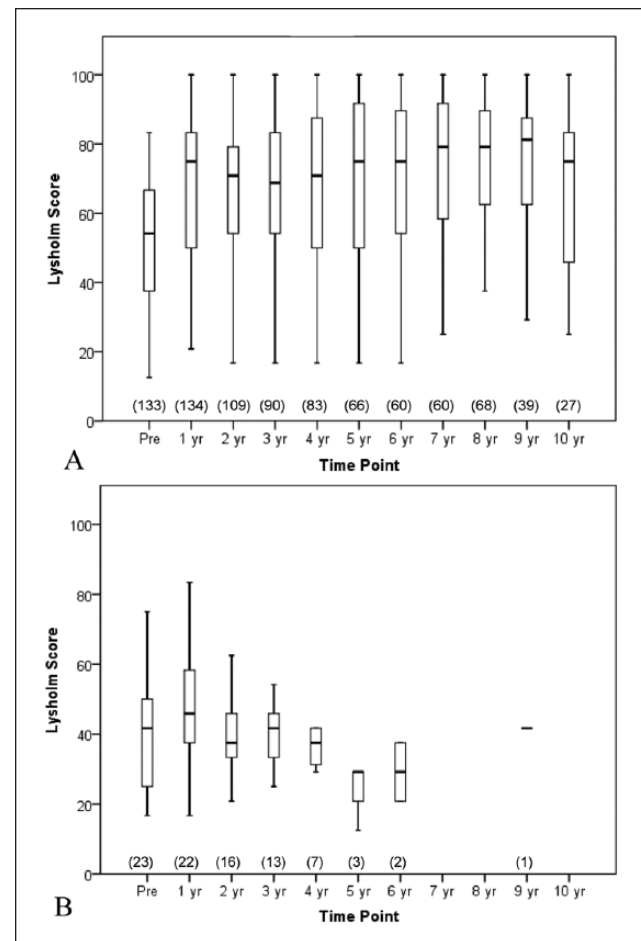 100
80
60
40
20
0
Lysholm Score
(133) (134) (109) (90) (83) (66) (60) (60) (68) (39) (27)
Pre 1 yr 2 yr 3 yr 4 yr 5 yr 6 yr 7 yr 8 yr 9 yr 10 yr
Time Point
A
100
80
60
40
20
0
Lysholm Score
(23) (22) (16) (13) (7) (3) (2) (1)
Pre 1 yr 2 yr 3 yr 4 yr 5 yr 6 yr 7 yr 8 yr 9 yr 10 yr
Time Point
B